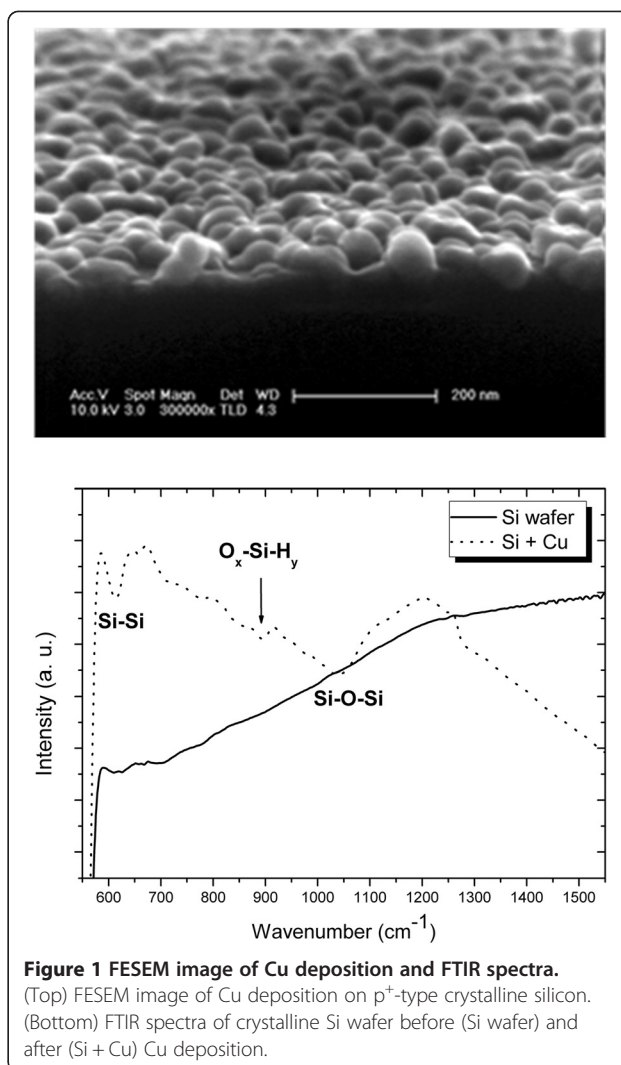 Acc.V Spot Magn Det WD 200 nm
10.0 kV 3.0 300000x TLD 4.3
Si wafer
Si + Cu
Oₓ-Si-Hᵧ
Si-Si
Si-O-Si
Intensity (a. u.)
600 700 800 900 1000 1100 1200 1300 1400 1500
Wavenumber (cm⁻¹)
Figure 1 FESEM image of Cu deposition and FTIR spectra.
(Top) FESEM image of Cu deposition on p⁺-type crystalline silicon.
(Bottom) FTIR spectra of crystalline Si wafer before (Si wafer) and
after (Si + Cu) Cu deposition.